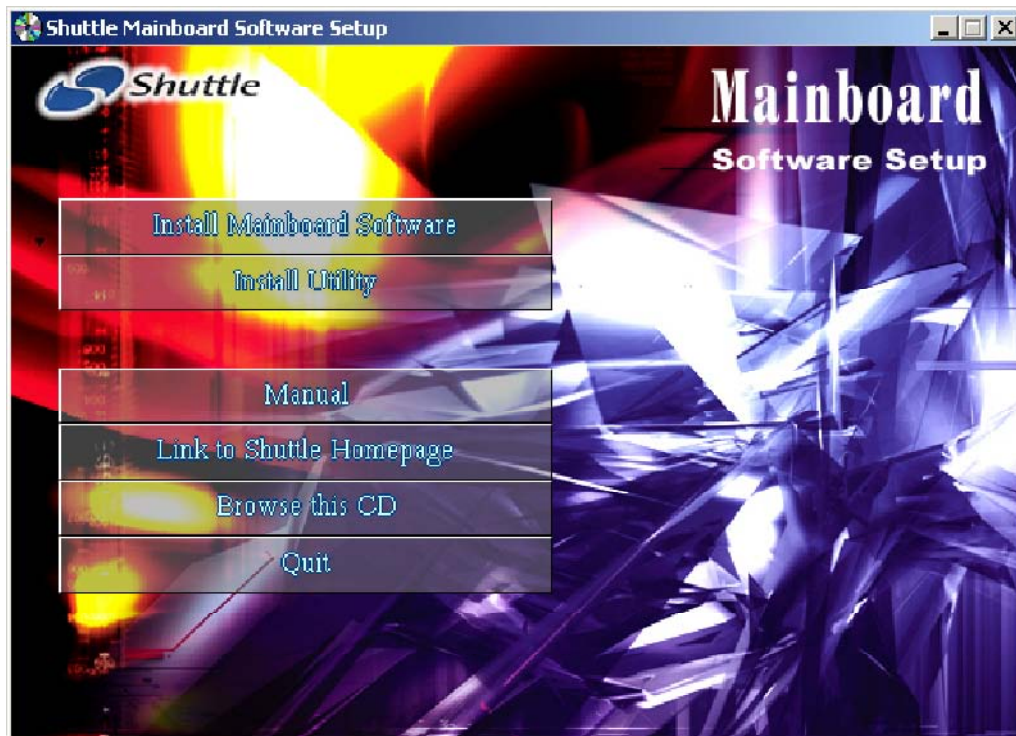 Shuttle Mainboard Software Setup
Shuttle
Mainboard
Software Setup
Install Mainboard Software
Install Utility
Manual
Link to Shuttle Homepage
Browse this CD
Quit